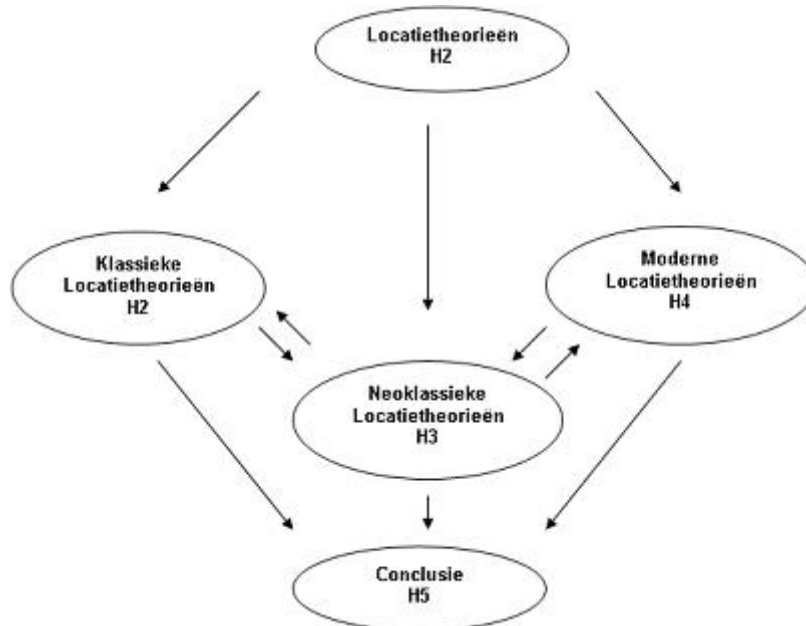 Locatietheorieën
H2
Klassieke
Locatietheorieën
H2
Moderne
Locatietheorieën
H4
Neoklassieke
Locatietheorieën
H3
Conclusie
H5